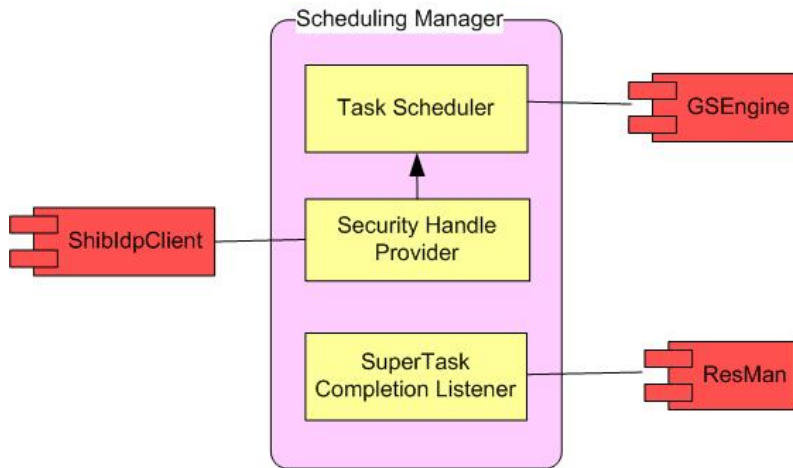 Scheduling Manager
Task Scheduler
GSEngine
Security Handle
Provider
ShibIdpClient
SuperTask
Completion Listener
ResMan